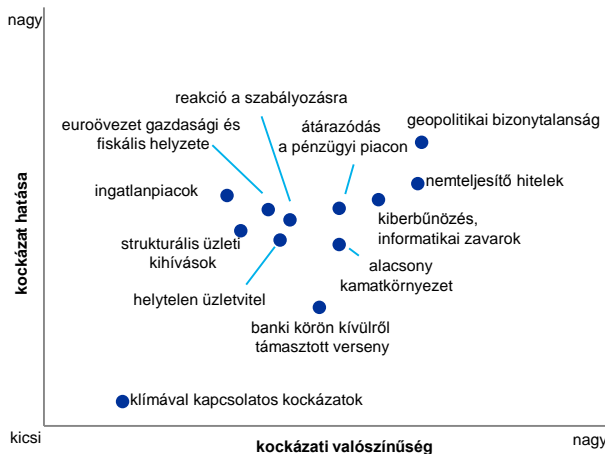 nagy
reakció a szabályozásra
euroövezet gazdasági és
fiskális helyzete
átárazódás
a pénzügyi piacon
geopolitikai bizonytalanság
ingatlanpiacok
nemteljesítő hitelek
kiberbűnözés,
informatikai zavarok
strukturális üzleti
kihívások
alacsony
kamatkörnyezet
helytelen üzletvitel
banki körön kívülről
támasztott verseny
klímával kapcsolatos kockázatok
kockázat hatása
kicsi
kockázati valószínűség
nagy